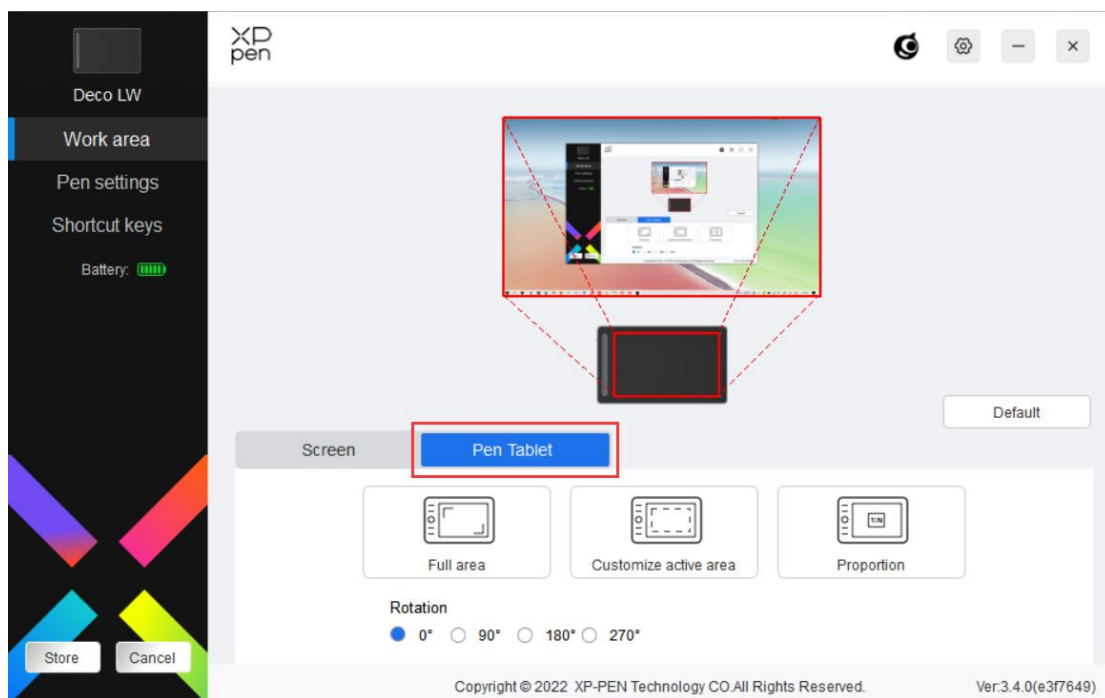 XP
pen
Deco LW
Work area
Pen settings
Shortcut keys
Battery:
Default
Screen
Pen Tablet
Full area
Customize active area
1:N
Proportion
Rotation
0°
90°
180°
270°
Store
Cancel
Copyright © 2022 XP-PEN Technology CO.All Rights Reserved.
Ver:3.4.0(e3f7649)